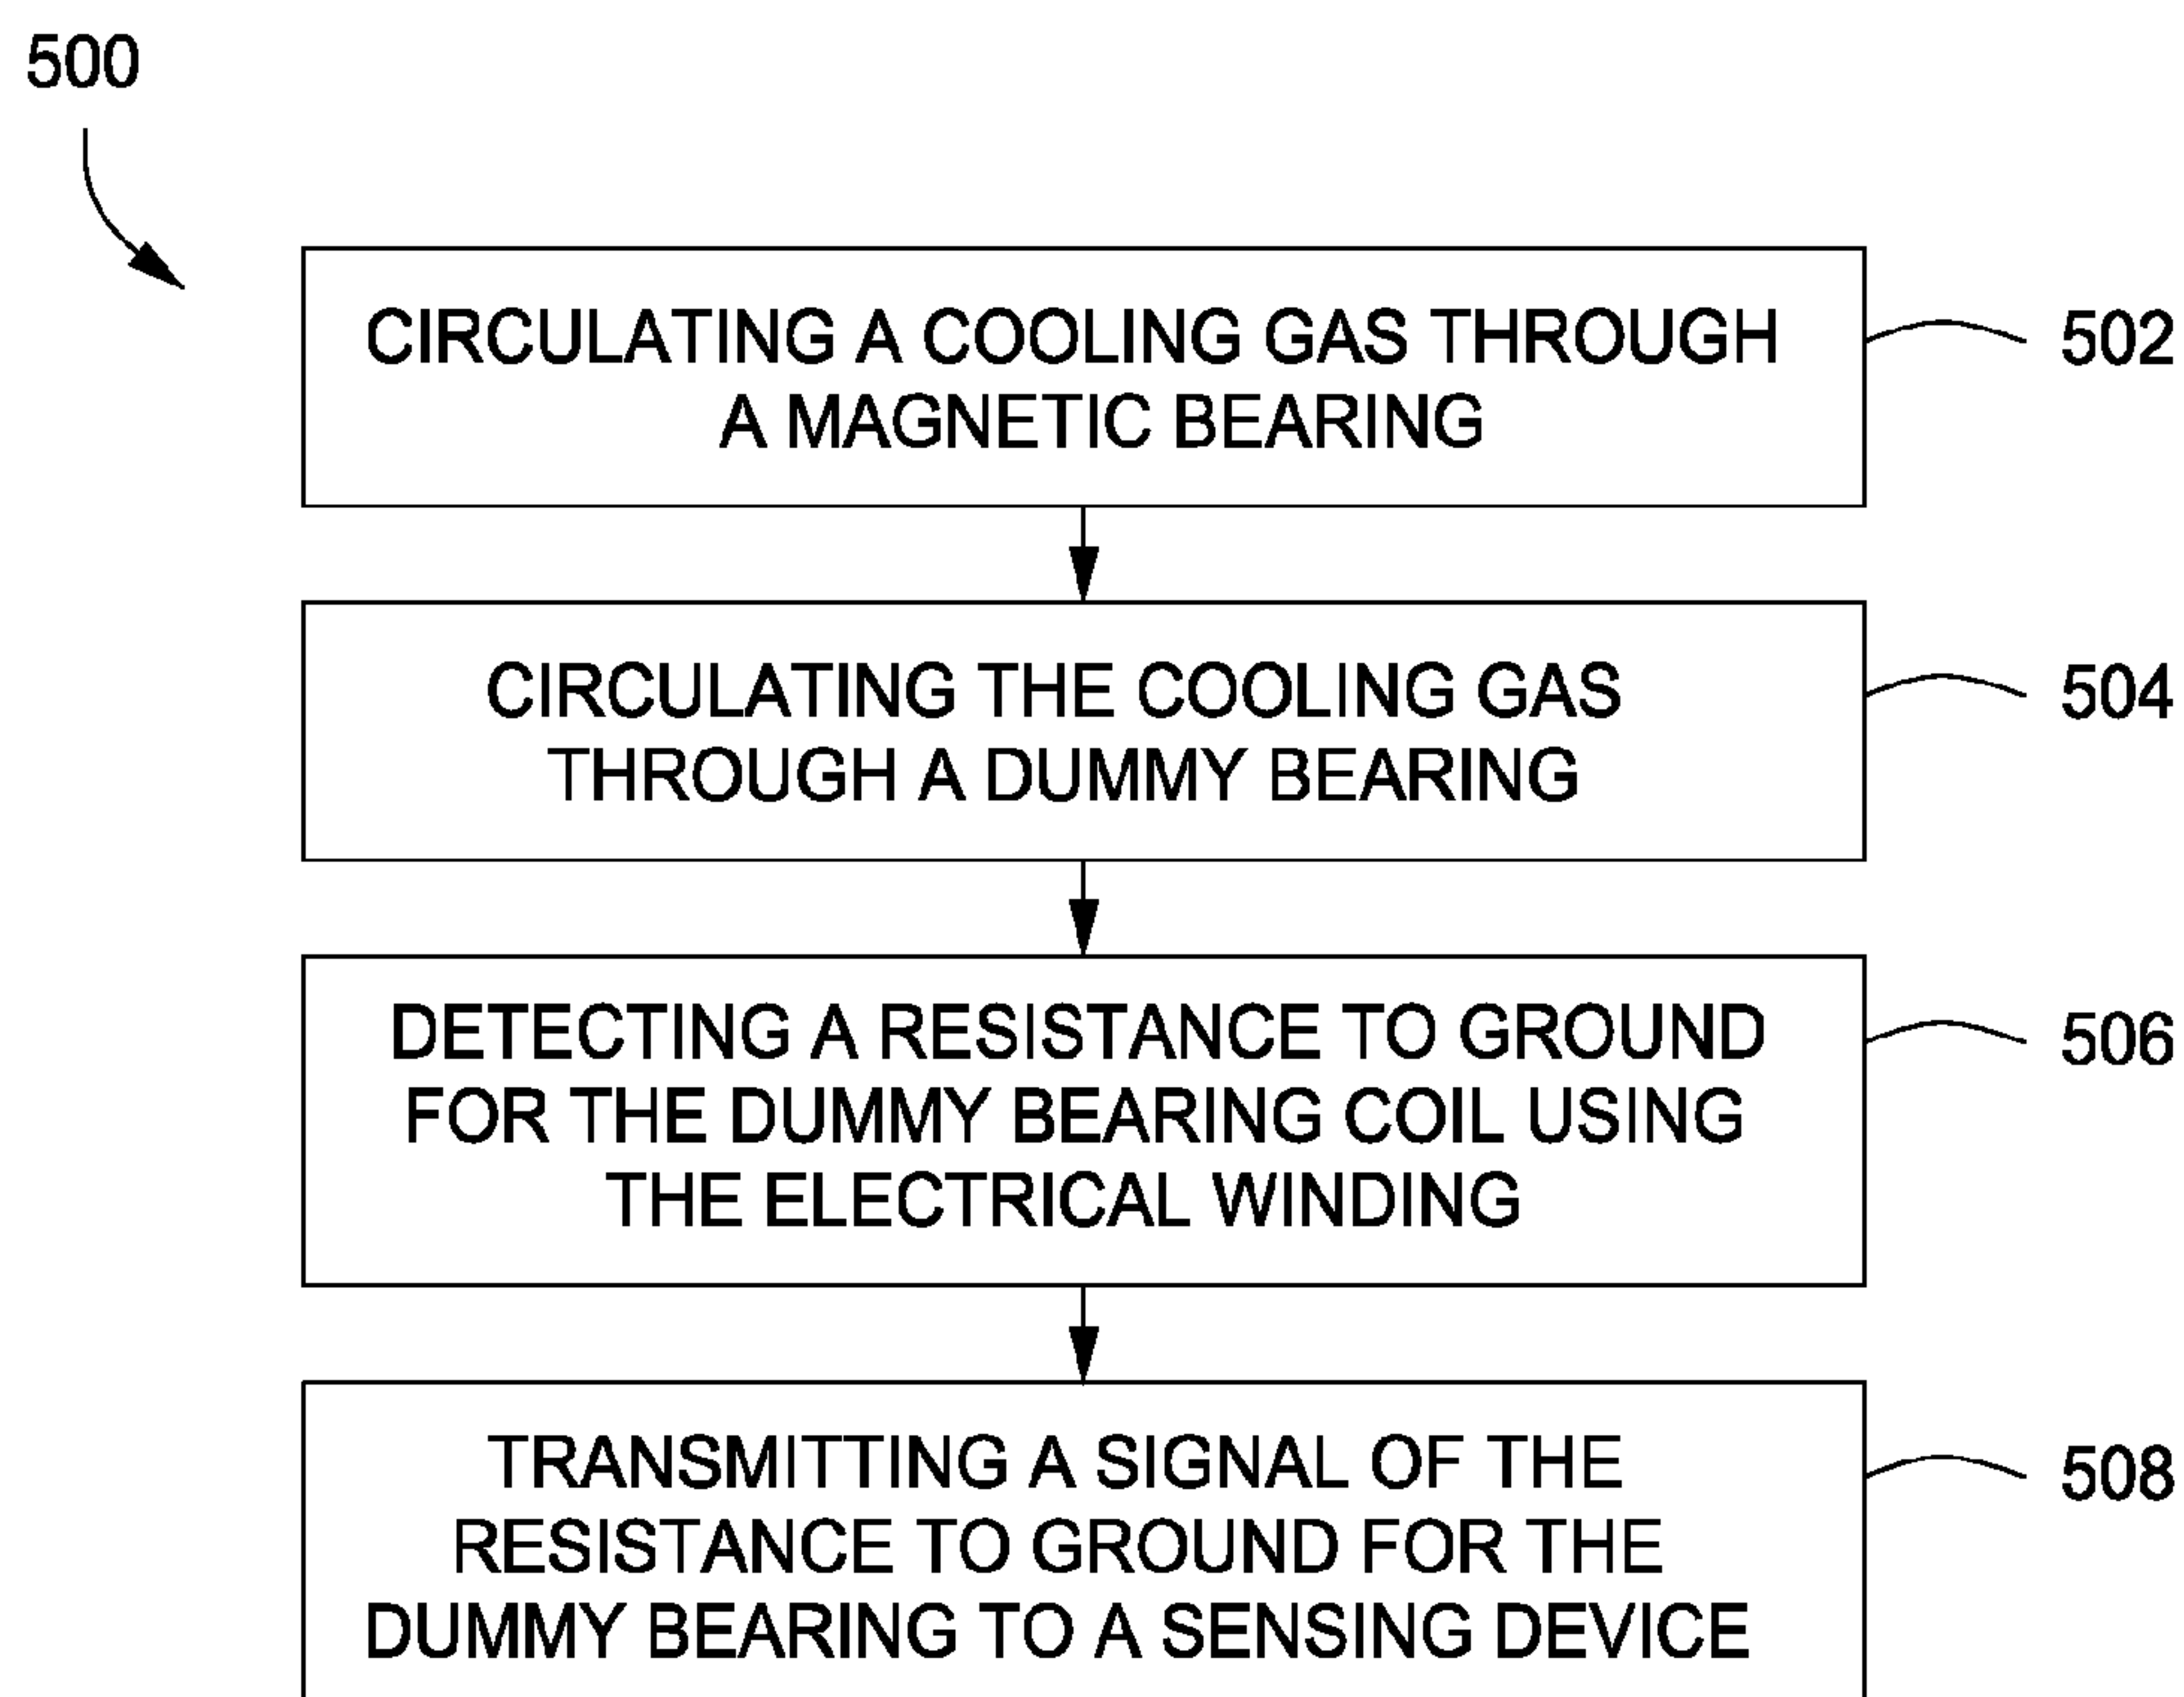 500
CIRCULATING A COOLING GAS THROUGH
A MAGNETIC BEARING
502
CIRCULATING THE COOLING GAS
THROUGH A DUMMY BEARING
504
DETECTING A RESISTANCE TO GROUND
FOR THE DUMMY BEARING COIL USING
THE ELECTRICAL WINDING
506
TRANSMITTING A SIGNAL OF THE
RESISTANCE TO GROUND FOR THE
DUMMY BEARING TO A SENSING DEVICE
508